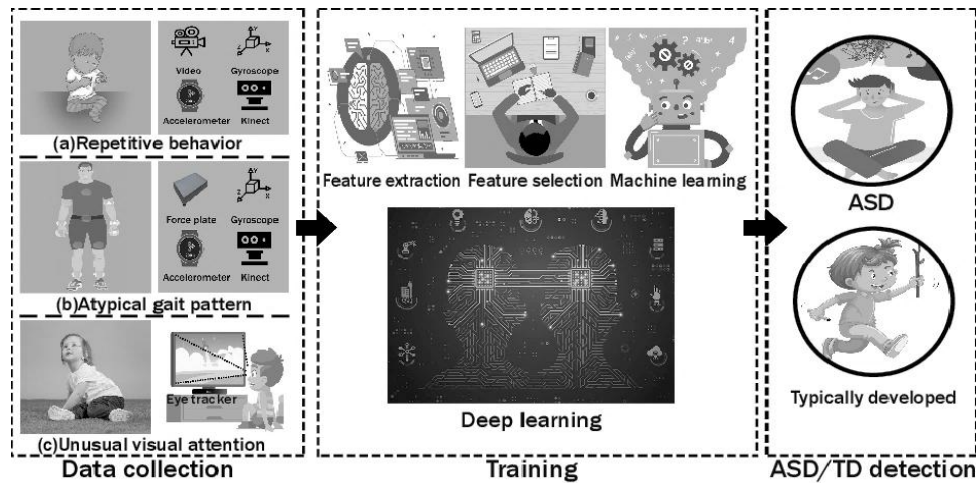 Video
Gyroscope
Accelerometer
Kinect
(a)Repetitive behavior
Force plate
Gyroscope
Accelerometer
Kinect
(b)Atypical gait pattern
Eye tracker
(c)Unusual visual attention
Data collection
Feature extraction
Feature selection
Machine learning
Deep learning
Training
ASD
Typically developed
ASD/TD detection